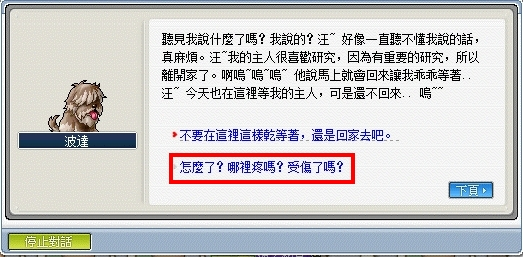 聽見我說什麼了嗎? 我說的? 汪~ 好像一直聽不懂我說的話,
真麻煩。汪~我的主人很喜歡研究, 因為有重要的研究, 所以
離開家了。啊嗚~嗚~嗚~ 他說馬上就會回來讓我乖乖等著..
汪~ 今天也在這裡等我的主人, 可是還不回來.. 嗚~~
不要在這裡這樣乾等著, 還是回家去吧。
怎麼了? 哪裡疼嗎? 受傷了嗎?
波達
下頁
停止對話